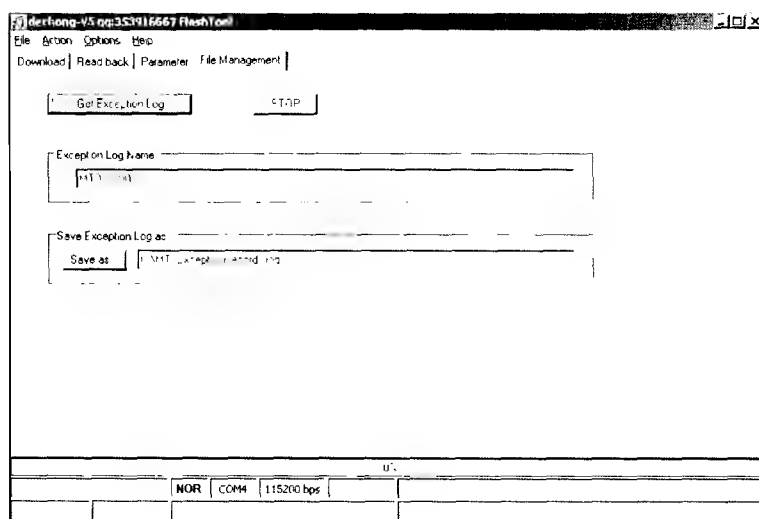 derhong-V5 qq:353916667 FlashTool
File Action Options Help
Download Read back Parameter File Management
Get Exception Log STOP
Exception Log Name
Save Exception Log as
Save as
NOR COM4 115200 bps